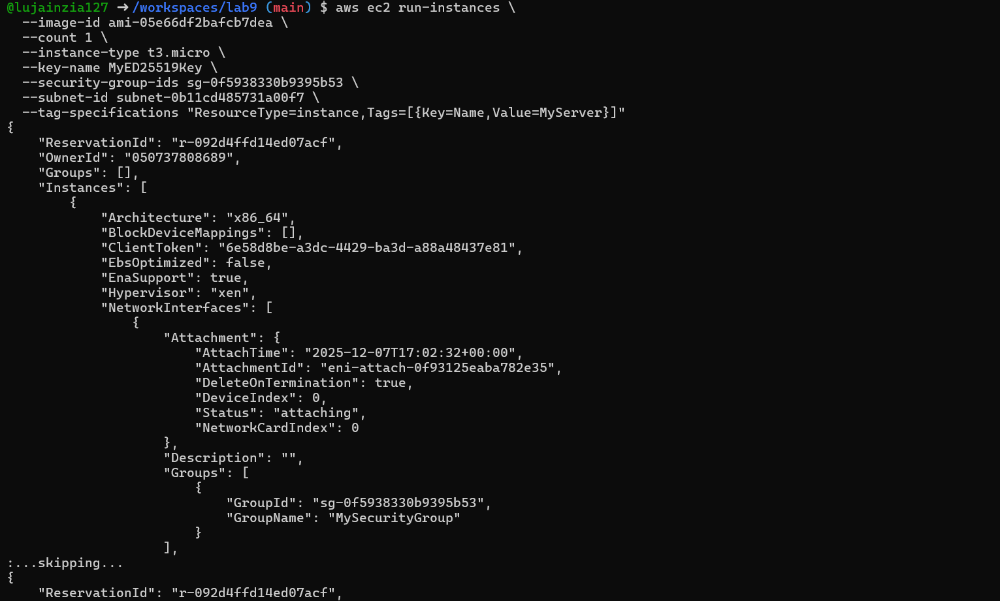 @lujainzia127 ➜ /workspaces/lab9 (main) $ aws ec2 run-instances \
  --image-id ami-05e66df2bafcb7dea \
  --count 1 \
  --instance-type t3.micro \
  --key-name MyED25519Key \
  --security-group-ids sg-0f5938330b9395b53 \
  --subnet-id subnet-0b11cd485731a00f7 \
  --tag-specifications "ResourceType=instance,Tags=[{Key=Name,Value=MyServer}]"
{
    "ReservationId": "r-092d4ffd14ed07acf",
    "OwnerId": "050737808689",
    "Groups": [],
    "Instances": [
        {
            "Architecture": "x86_64",
            "BlockDeviceMappings": [],
            "ClientToken": "6e58d8be-a3dc-4429-ba3d-a88a48437e81",
            "EbsOptimized": false,
            "EnaSupport": true,
            "Hypervisor": "xen",
            "NetworkInterfaces": [
                {
                    "Attachment": {
                        "AttachTime": "2025-12-07T17:02:32+00:00",
                        "AttachmentId": "eni-attach-0f93125eaba782e35",
                        "DeleteOnTermination": true,
                        "DeviceIndex": 0,
                        "Status": "attaching",
                        "NetworkCardIndex": 0
                    },
                    "Description": "",
                    "Groups": [
                        {
                            "GroupId": "sg-0f5938330b9395b53",
                            "GroupName": "MySecurityGroup"
                        }
                    ],
:...skipping...
{
    "ReservationId": "r-092d4ffd14ed07acf",